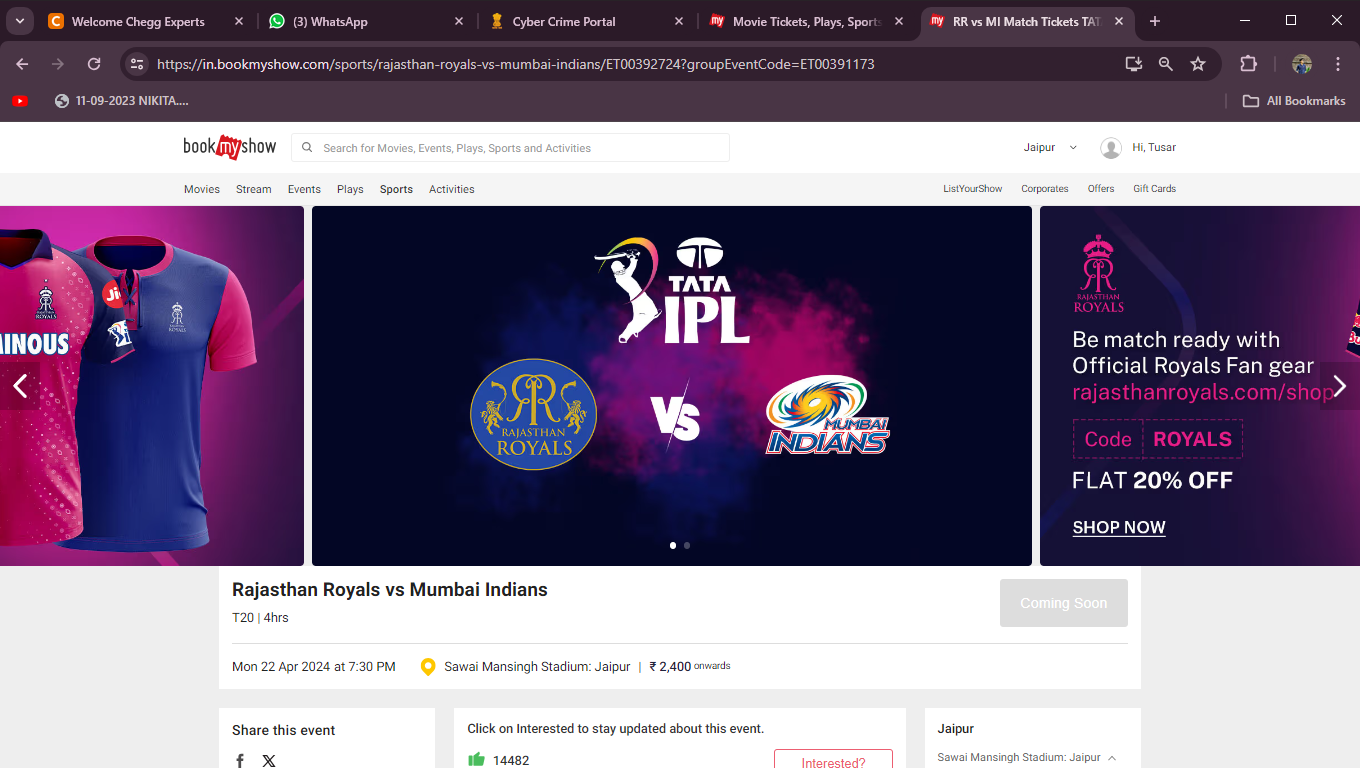 Welcome Chegg Experts
(3) WhatsApp
Cyber Crime Portal
Movie Tickets, Plays, Sports
RR vs MI Match Tickets TAT
https://in.bookmyshow.com/sports/rajasthan-royals-vs-mumbai-indians/ET00392724?groupEventCode=ET00391173
11-09-2023 NIKITA....
All Bookmarks
book my show
Search for Movies, Events, Plays, Sports and Activities
Jaipur
Hi, Tusar
Movies Stream Events Plays Sports Activities
ListYourShow Corporates Offers Gift Cards
RAJASTHAN
ROYALS
MINOUS
Ji
RAJASTHAN
ROYALS
TATA
IPL
RAJASTHAN
ROYALS
VS
MUMBAI
INDIANS
RAJASTHAN
ROYALS
Be match ready with
Official Royals Fan gear
rajasthanroyals.com/shop
Code ROYALS
FLAT 20% OFF
SHOP NOW
Rajasthan Royals vs Mumbai Indians
Coming Soon
T20 | 4hrs
Mon 22 Apr 2024 at 7:30 PM
Sawai Mansingh Stadium: Jaipur | ₹ 2,400 onwards
Share this event
Click on Interested to stay updated about this event.
14482
Interested?
Jaipur
Sawai Mansingh Stadium: Jaipur